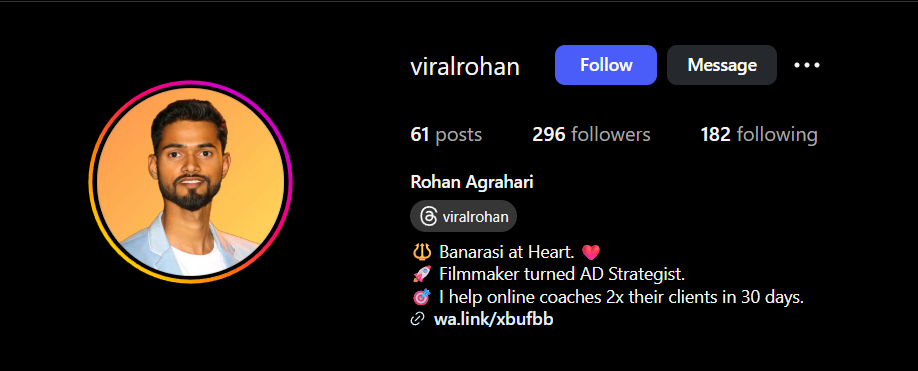 viralrohan Follow Message
61 posts 296 followers 182 following
Rohan Agrahari
viralrohan
🔱 Banarasi at Heart. ❤️
🚀 Filmmaker turned AD Strategist.
🎯 I help online coaches 2x their clients in 30 days.
wa.link/xbufbb